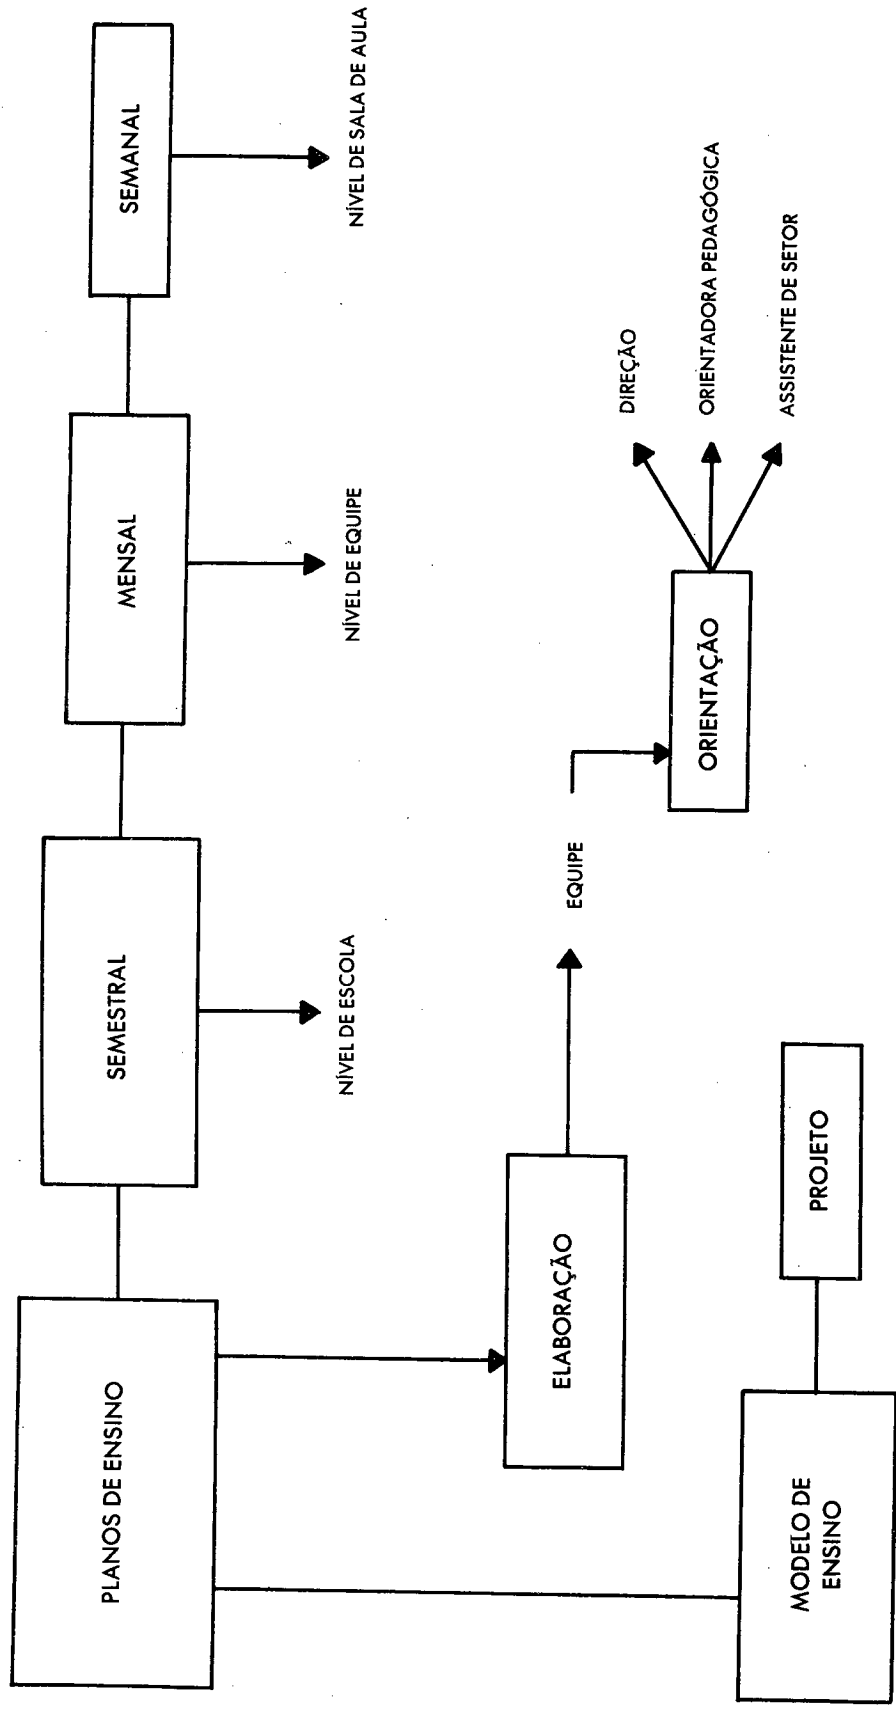 PLANOS DE ENSINO
SEMESTRAL
MENSAL
SEMANAL
NÍVEL DE ESCOLA
NÍVEL DE EQUIPE
NÍVEL DE SALA DE AULA
ELABORAÇÃO
EQUIPE
DIREÇÃO
ORIENTAÇÃO
ORIENTADORA PEDAGÓGICA
ASSISTENTE DE SETOR
MODELO DE
ENSINO
PROJETO